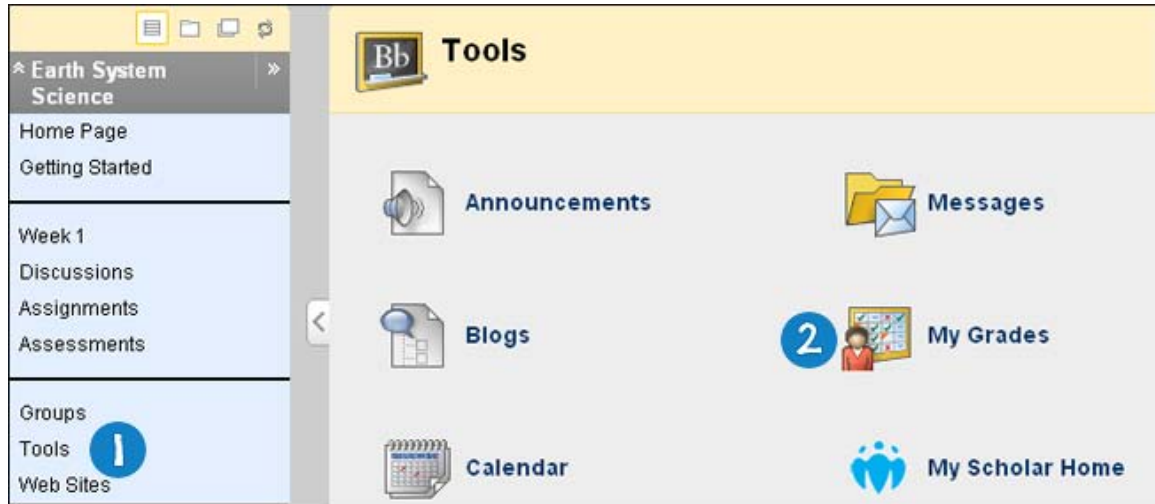 Earth System
Science
Home Page
Getting Started
Week 1
Discussions
Assignments
Assessments
Groups
Tools 1
Web Sites
Bb Tools
Announcements
Messages
Blogs
2 My Grades
Calendar
My Scholar Home